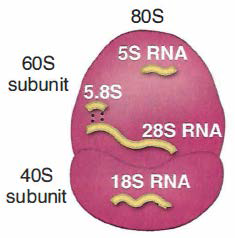 80S
60S
subunit
5S RNA
5.8S
28S RNA
40S
subunit
18S RNA